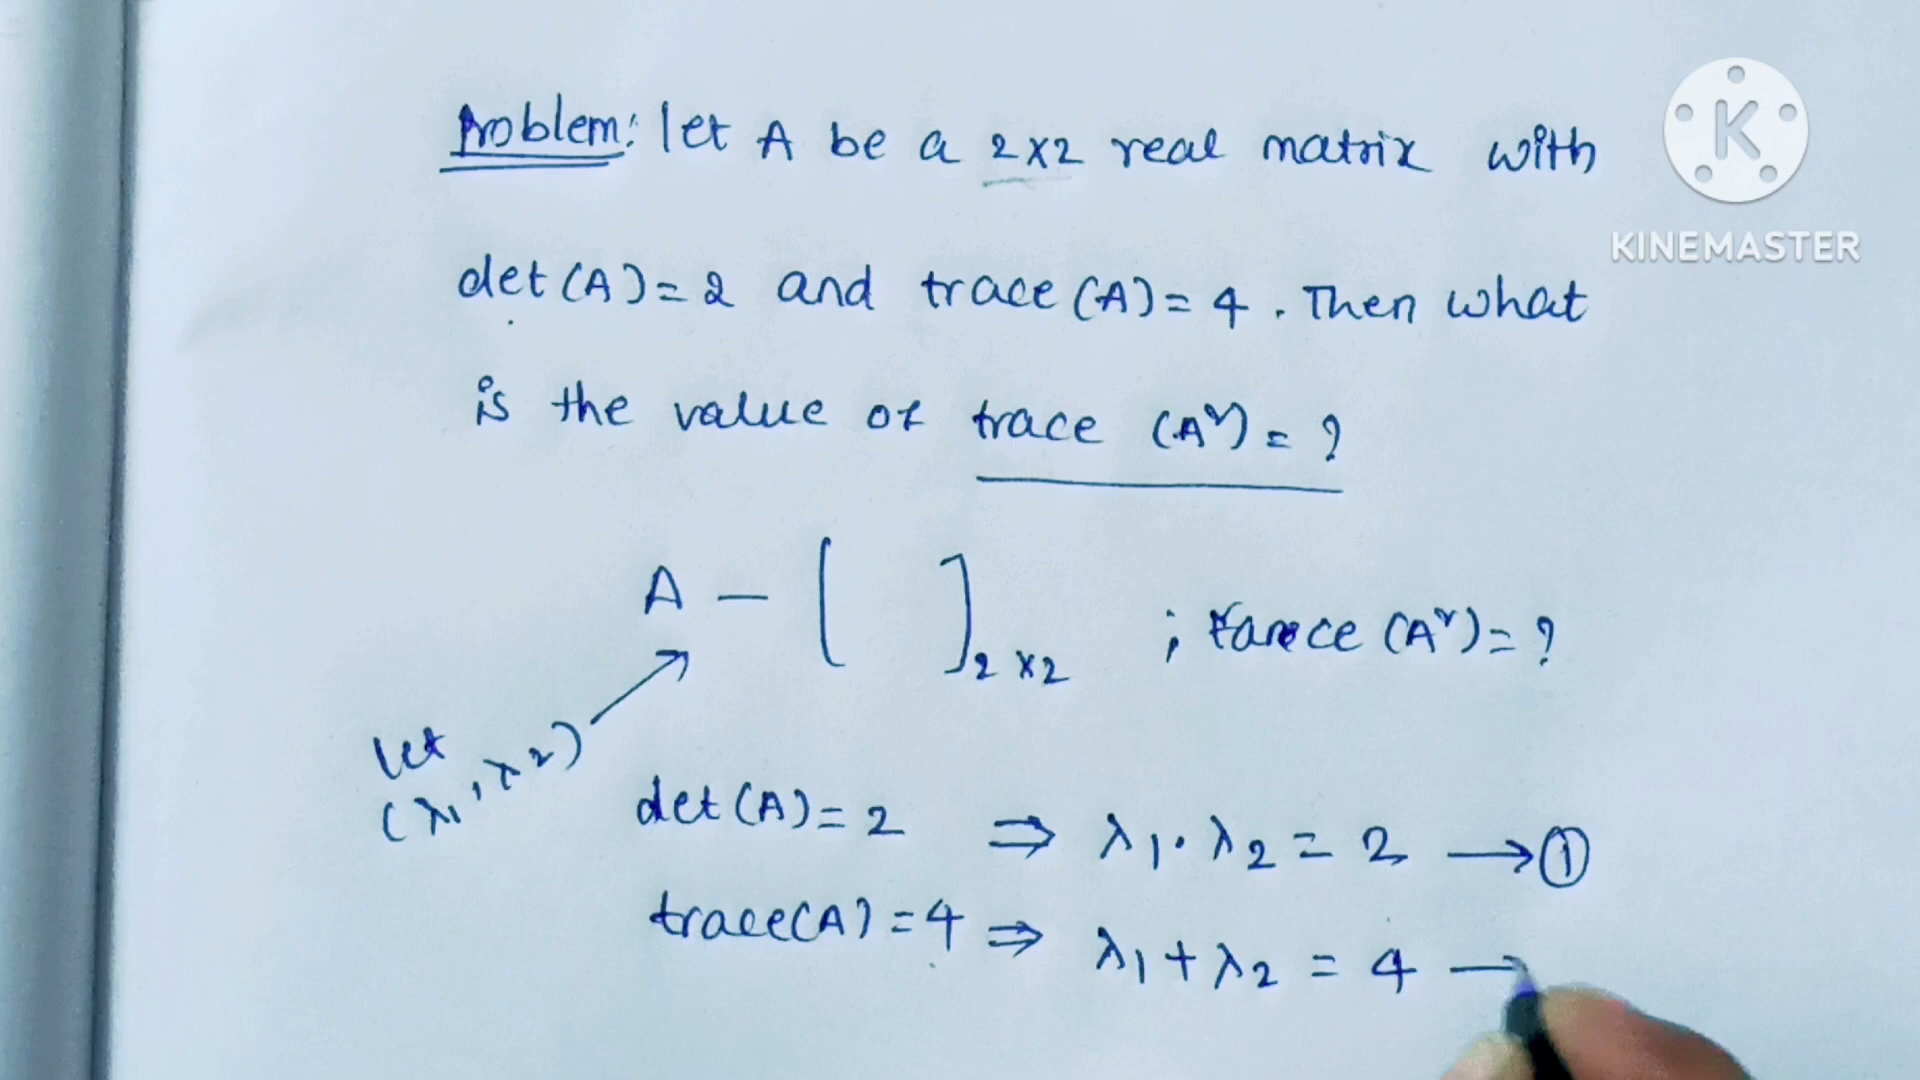 Problem: let A be a 2x2 real matrix with
K
KINEMASTER
det(A)=2 and trace(A)=4. Then what
is the value of trace (A²)=?
A – [ ]2x2 ; trace (A²)=?
let
(λ1, λ2)
det(A)=2 ⇒ λ1·λ2=2 →①
trace(A)=4 ⇒ λ1+λ2=4 —